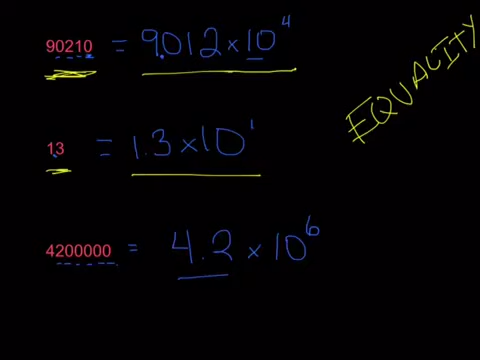 90210 = 9.012 × 10⁴
13 = 1.3 × 10¹
4200000 = 4.2 × 10⁶
EQUALITY